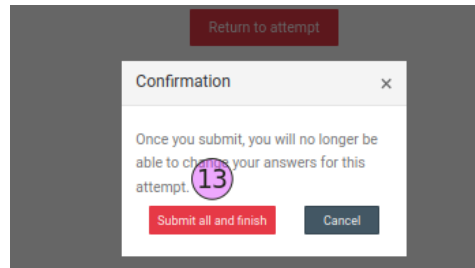 Return to attempt
Confirmation ×
Once you submit, you will no longer be
able to change your answers for this
attempt.
13
Submit all and finish Cancel